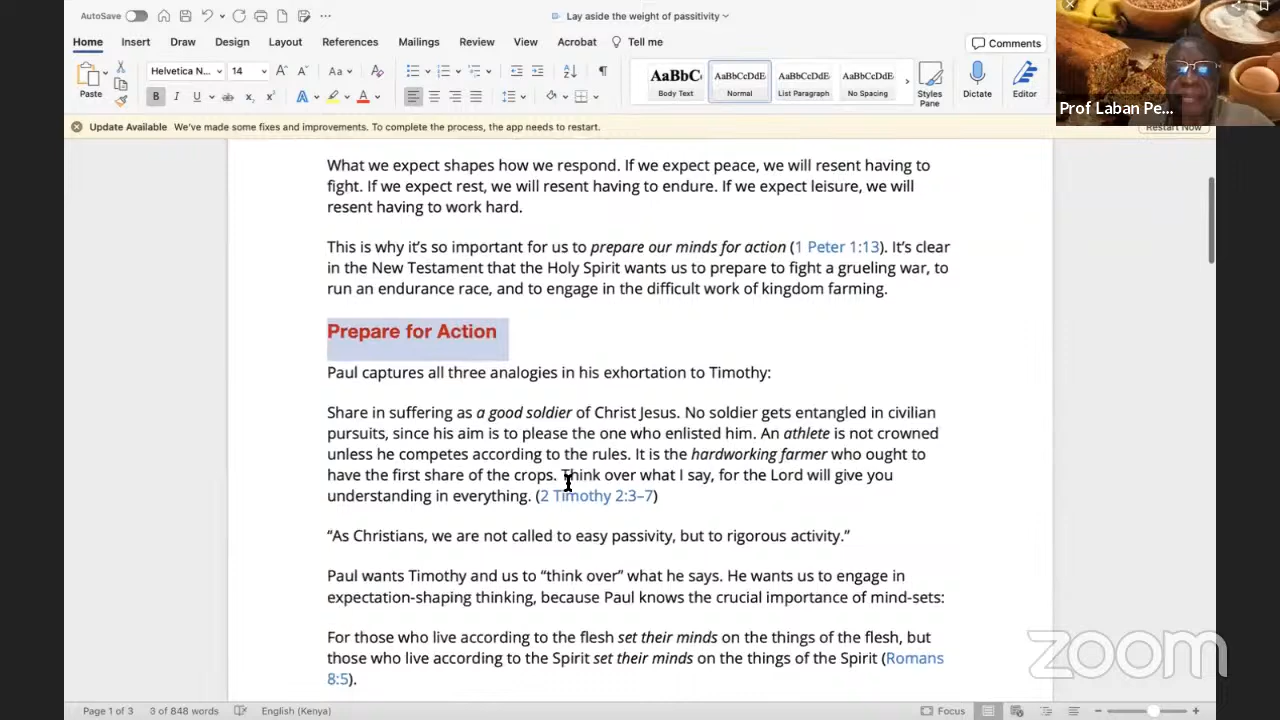 AutoSave
Lay aside the weight of passitivity
Home Insert Draw Design Layout References Mailings Review View Acrobat Tell me
Comments
Paste
Helvetica N... 14
AaBbC AaBbCcDdE AaBbCcDdE AaBbCcDdE
Body Text Normal List Paragraph No Spacing
Styles Pane
Dictate
Editor
Prof Laban Pe...
Update Available We've made some fixes and improvements. To complete the process, the app needs to restart.
Restart Now
What we expect shapes how we respond. If we expect peace, we will resent having to
fight. If we expect rest, we will resent having to endure. If we expect leisure, we will
resent having to work hard.
This is why it's so important for us to prepare our minds for action (1 Peter 1:13). It's clear
in the New Testament that the Holy Spirit wants us to prepare to fight a grueling war, to
run an endurance race, and to engage in the difficult work of kingdom farming.
Prepare for Action
Paul captures all three analogies in his exhortation to Timothy:
Share in suffering as a good soldier of Christ Jesus. No soldier gets entangled in civilian
pursuits, since his aim is to please the one who enlisted him. An athlete is not crowned
unless he competes according to the rules. It is the hardworking farmer who ought to
have the first share of the crops. Think over what I say, for the Lord will give you
understanding in everything. (2 Timothy 2:3–7)
“As Christians, we are not called to easy passivity, but to rigorous activity.”
Paul wants Timothy and us to “think over” what he says. He wants us to engage in
expectation-shaping thinking, because Paul knows the crucial importance of mind-sets:
For those who live according to the flesh set their minds on the things of the flesh, but
those who live according to the Spirit set their minds on the things of the Spirit (Romans
8:5).
zoom
Page 1 of 3 3 of 848 words English (Kenya) Focus